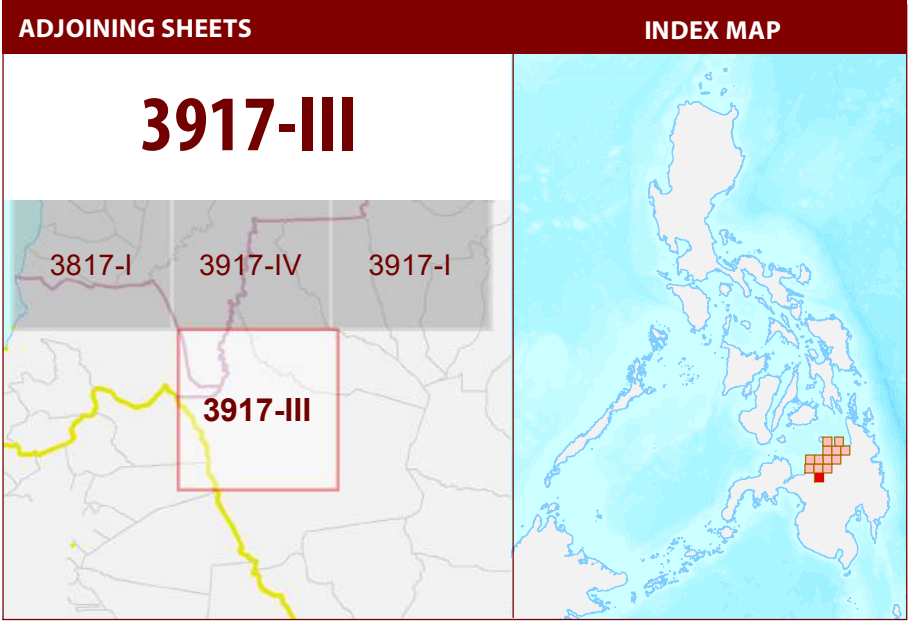 ADJOINING SHEETS
INDEX MAP
3917-III
3817-I
3917-IV
3917-I
3917-III